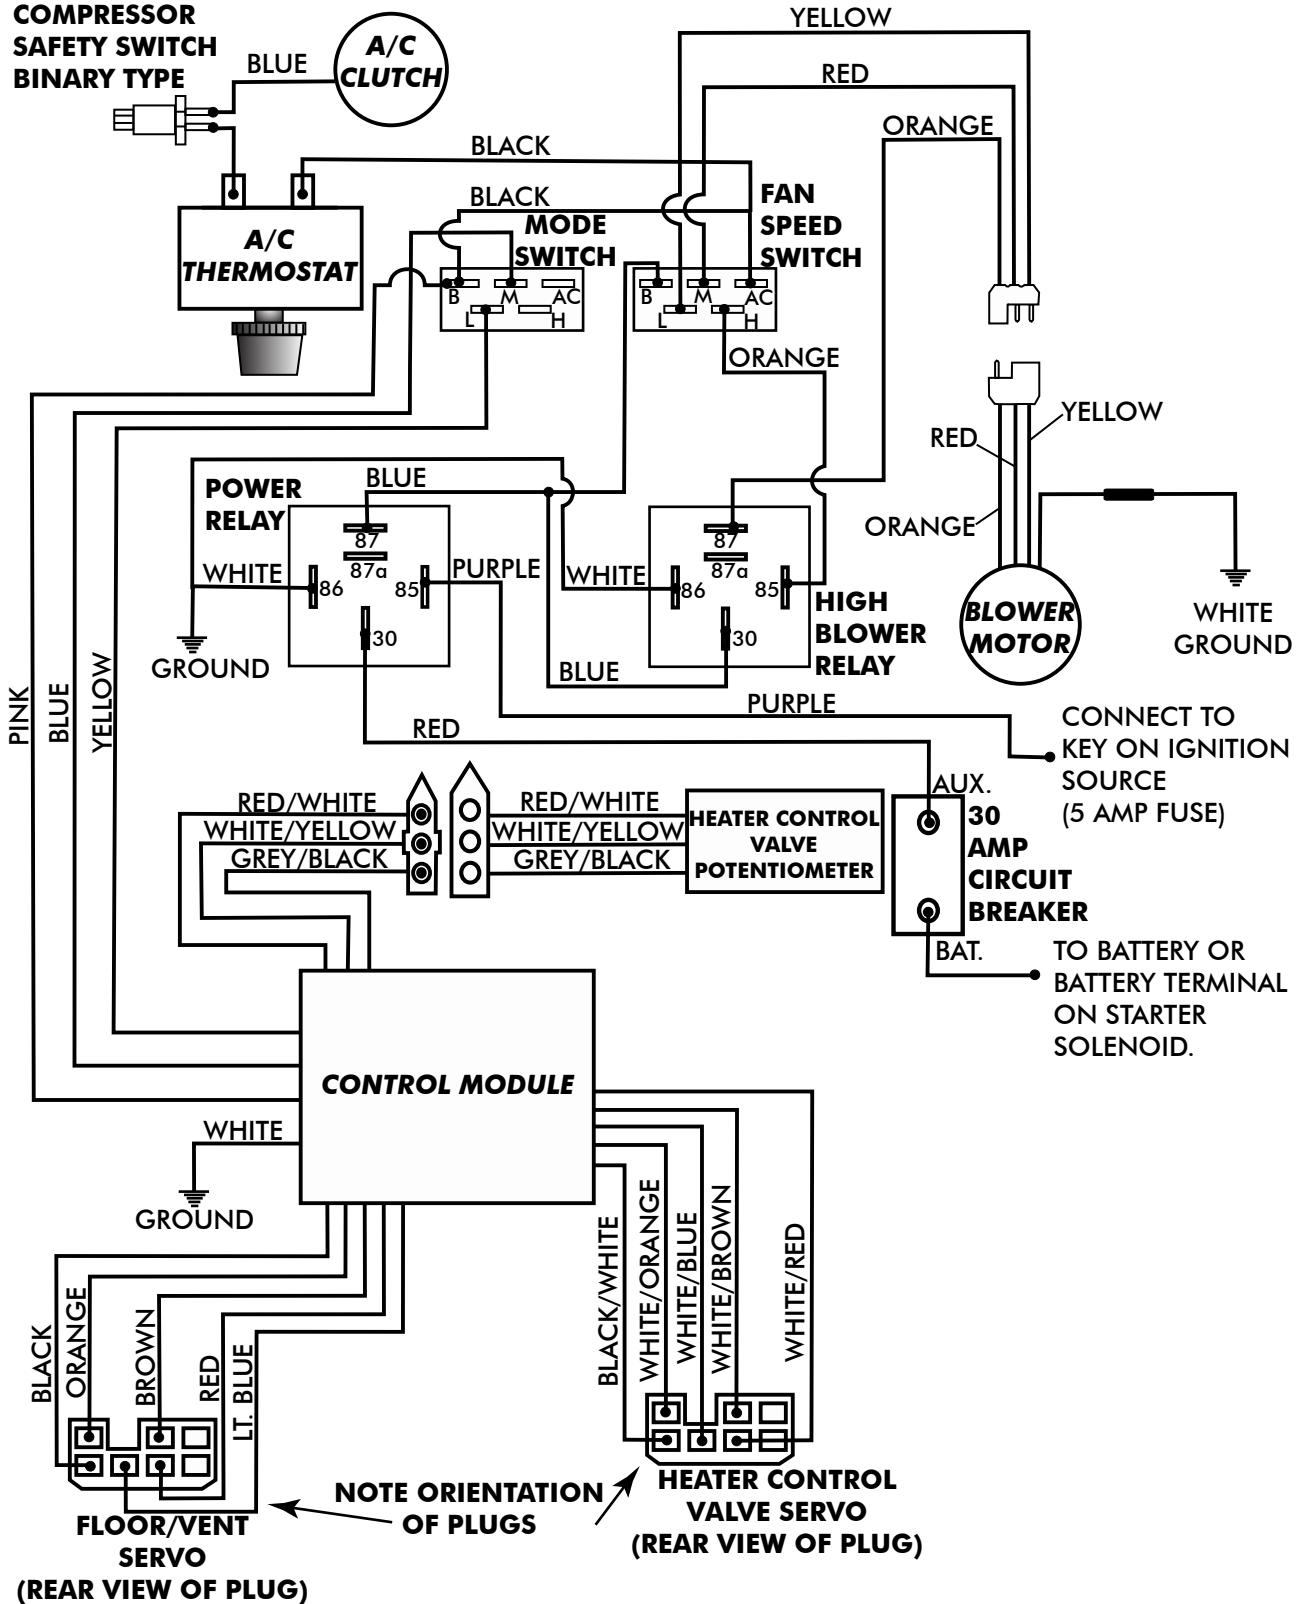 COMPRESSOR
SAFETY SWITCH
BINARY TYPE
BLUE
A/C
CLUTCH
YELLOW
RED
ORANGE
BLACK
BLACK
MODE
SWITCH
FAN
SPEED
SWITCH
A/C
THERMOSTAT
B
M
AC
L
H
B
M
AC
L
H
ORANGE
RED
YELLOW
ORANGE
BLOWER
MOTOR
WHITE
GROUND
POWER
RELAY
BLUE
87
87a
86
85
30
WHITE
PURPLE
GROUND
WHITE
87
87a
86
85
30
HIGH
BLOWER
RELAY
BLUE
PURPLE
RED
PINK
BLUE
YELLOW
CONNECT TO
KEY ON IGNITION
SOURCE
(5 AMP FUSE)
AUX.
30
AMP
CIRCUIT
BREAKER
BAT.
TO BATTERY OR
BATTERY TERMINAL
ON STARTER
SOLENOID.
RED/WHITE
WHITE/YELLOW
GREY/BLACK
RED/WHITE
WHITE/YELLOW
GREY/BLACK
HEATER CONTROL
VALVE
POTENTIOMETER
CONTROL MODULE
WHITE
GROUND
BLACK
ORANGE
BROWN
RED
LT. BLUE
BLACK/WHITE
WHITE/ORANGE
WHITE/BLUE
WHITE/BROWN
WHITE/RED
NOTE ORIENTATION
OF PLUGS
FLOOR/VENT
SERVO
(REAR VIEW OF PLUG)
HEATER CONTROL
VALVE SERVO
(REAR VIEW OF PLUG)